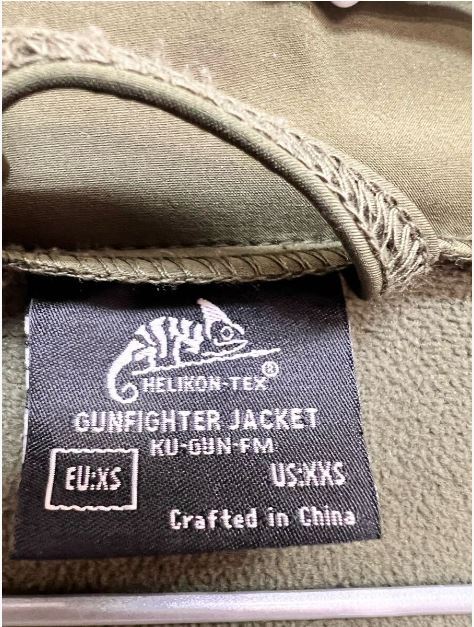 HELIKON-TEX®
GUNFIGHTER JACKET
KU-GUN-FM
EU:XS US:XXS
Crafted in China